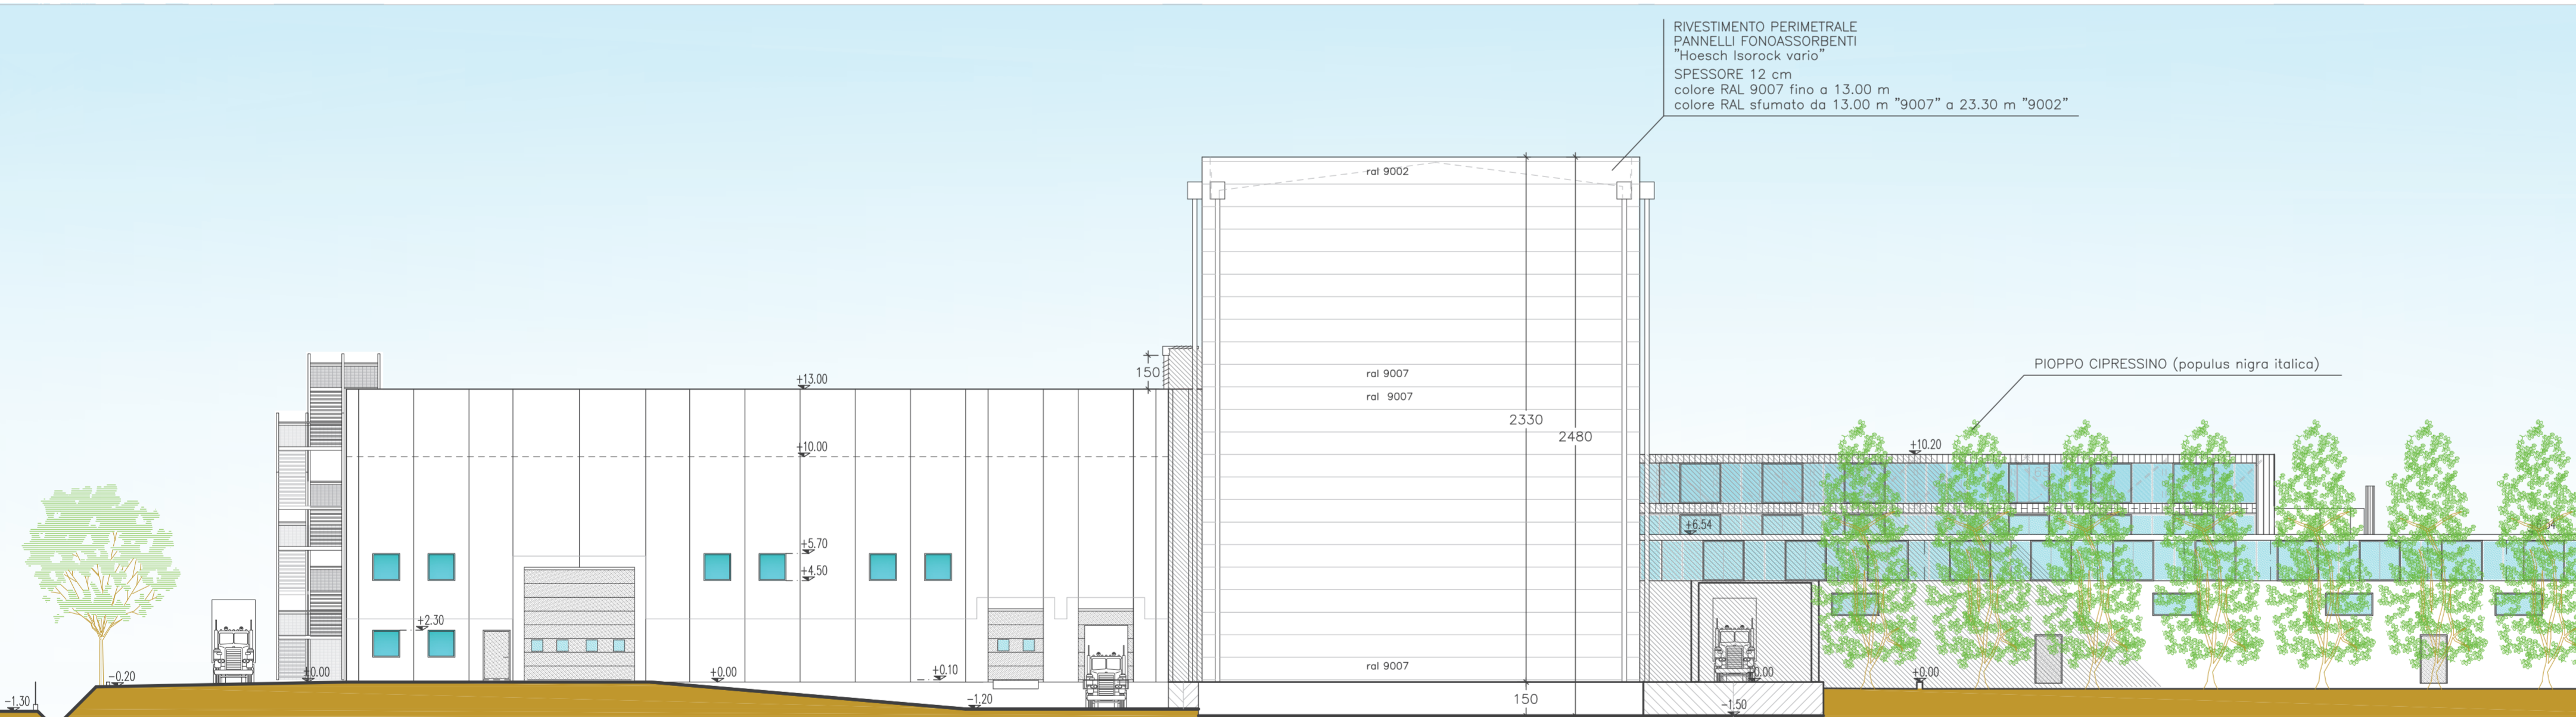 RIVESTIMENTO PERIMETRALE
PANNELLI FONOASSORBENTI
"Hoesch Isorock vario"
SPESSORE 12 cm
colore RAL 9007 fino a 13.00 m
colore RAL sfumato da 13.00 m "9007" a 23.30 m "9002"
ral 9002
PIOPPO CIPRESSINO (populus nigra italica)
150
ral 9007
+13.00
ral 9007
2330
2480
+10.20
+10.00
+6.54
+5.70
+4.50
+2.30
ral 9007
+0.00
+0.00
+0.10
+0.00
+0.00
-0.20
-1.30
-1.20
150
-1.50